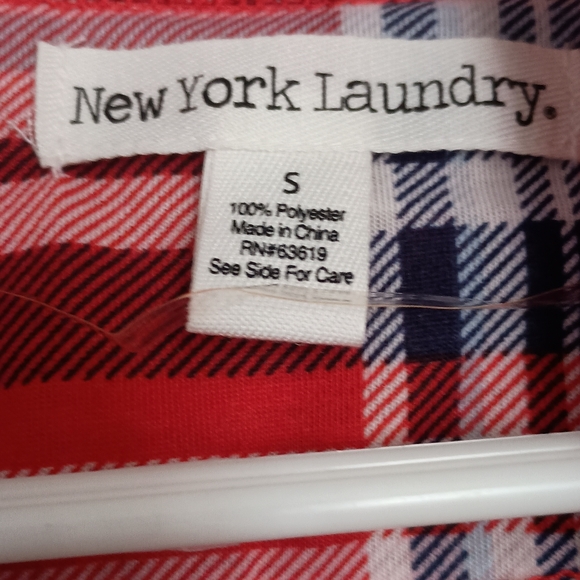 New York Laundry.
S
100% Polyester
Made in China
RN#63619
See Side For Care